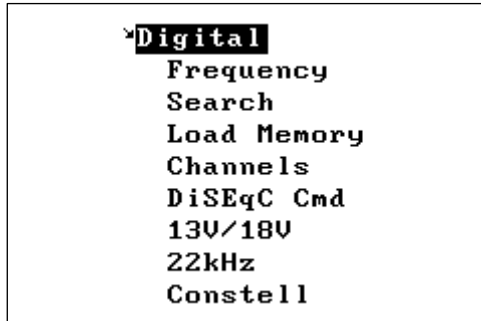 Digital
Frequency
Search
Load Memory
Channels
DiSEqC Cmd
13V/18V
22kHz
Constell